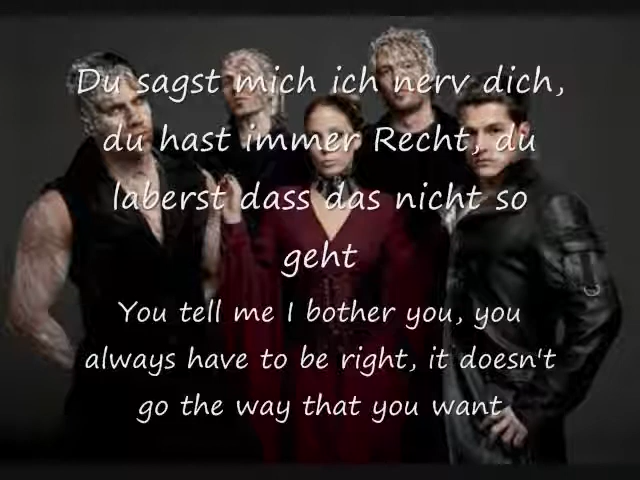 Du sagst mich ich nerv dich,
du hast immer Recht, du
laberst dass das nicht so
geht
You tell me I bother you, you
always have to be right, it doesn't
go the way that you want